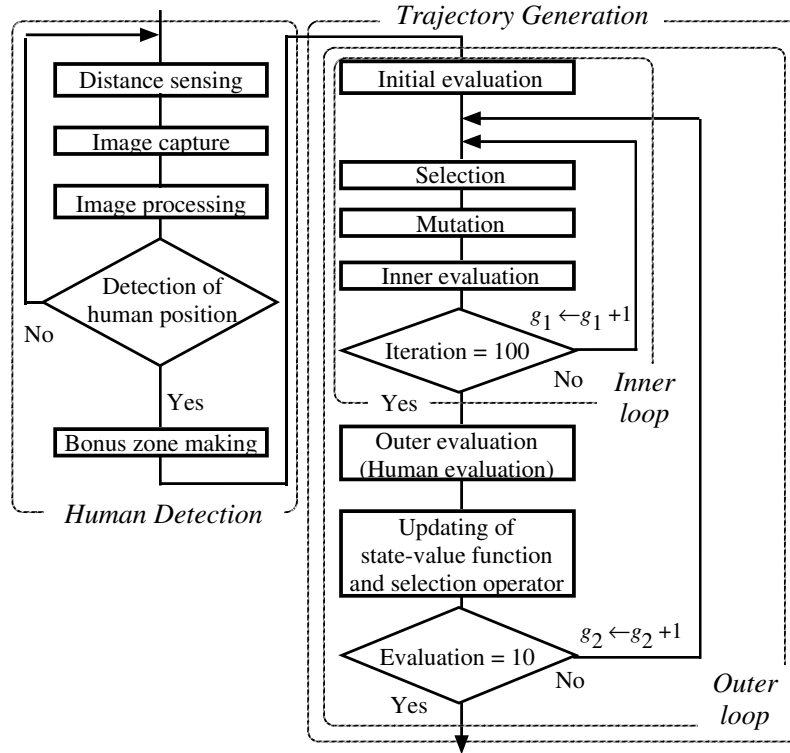 Trajectory Generation
Distance sensing
Image capture
Image processing
Detection of
human position
No
Yes
Bonus zone making
Human Detection
Initial evaluation
Selection
Mutation
Inner evaluation
g1 ←g1 +1
Iteration = 100
No
Yes
Inner
loop
Outer evaluation
(Human evaluation)
Updating of
state-value function
and selection operator
g2 ←g2 +1
Evaluation = 10
No
Yes
Outer
loop